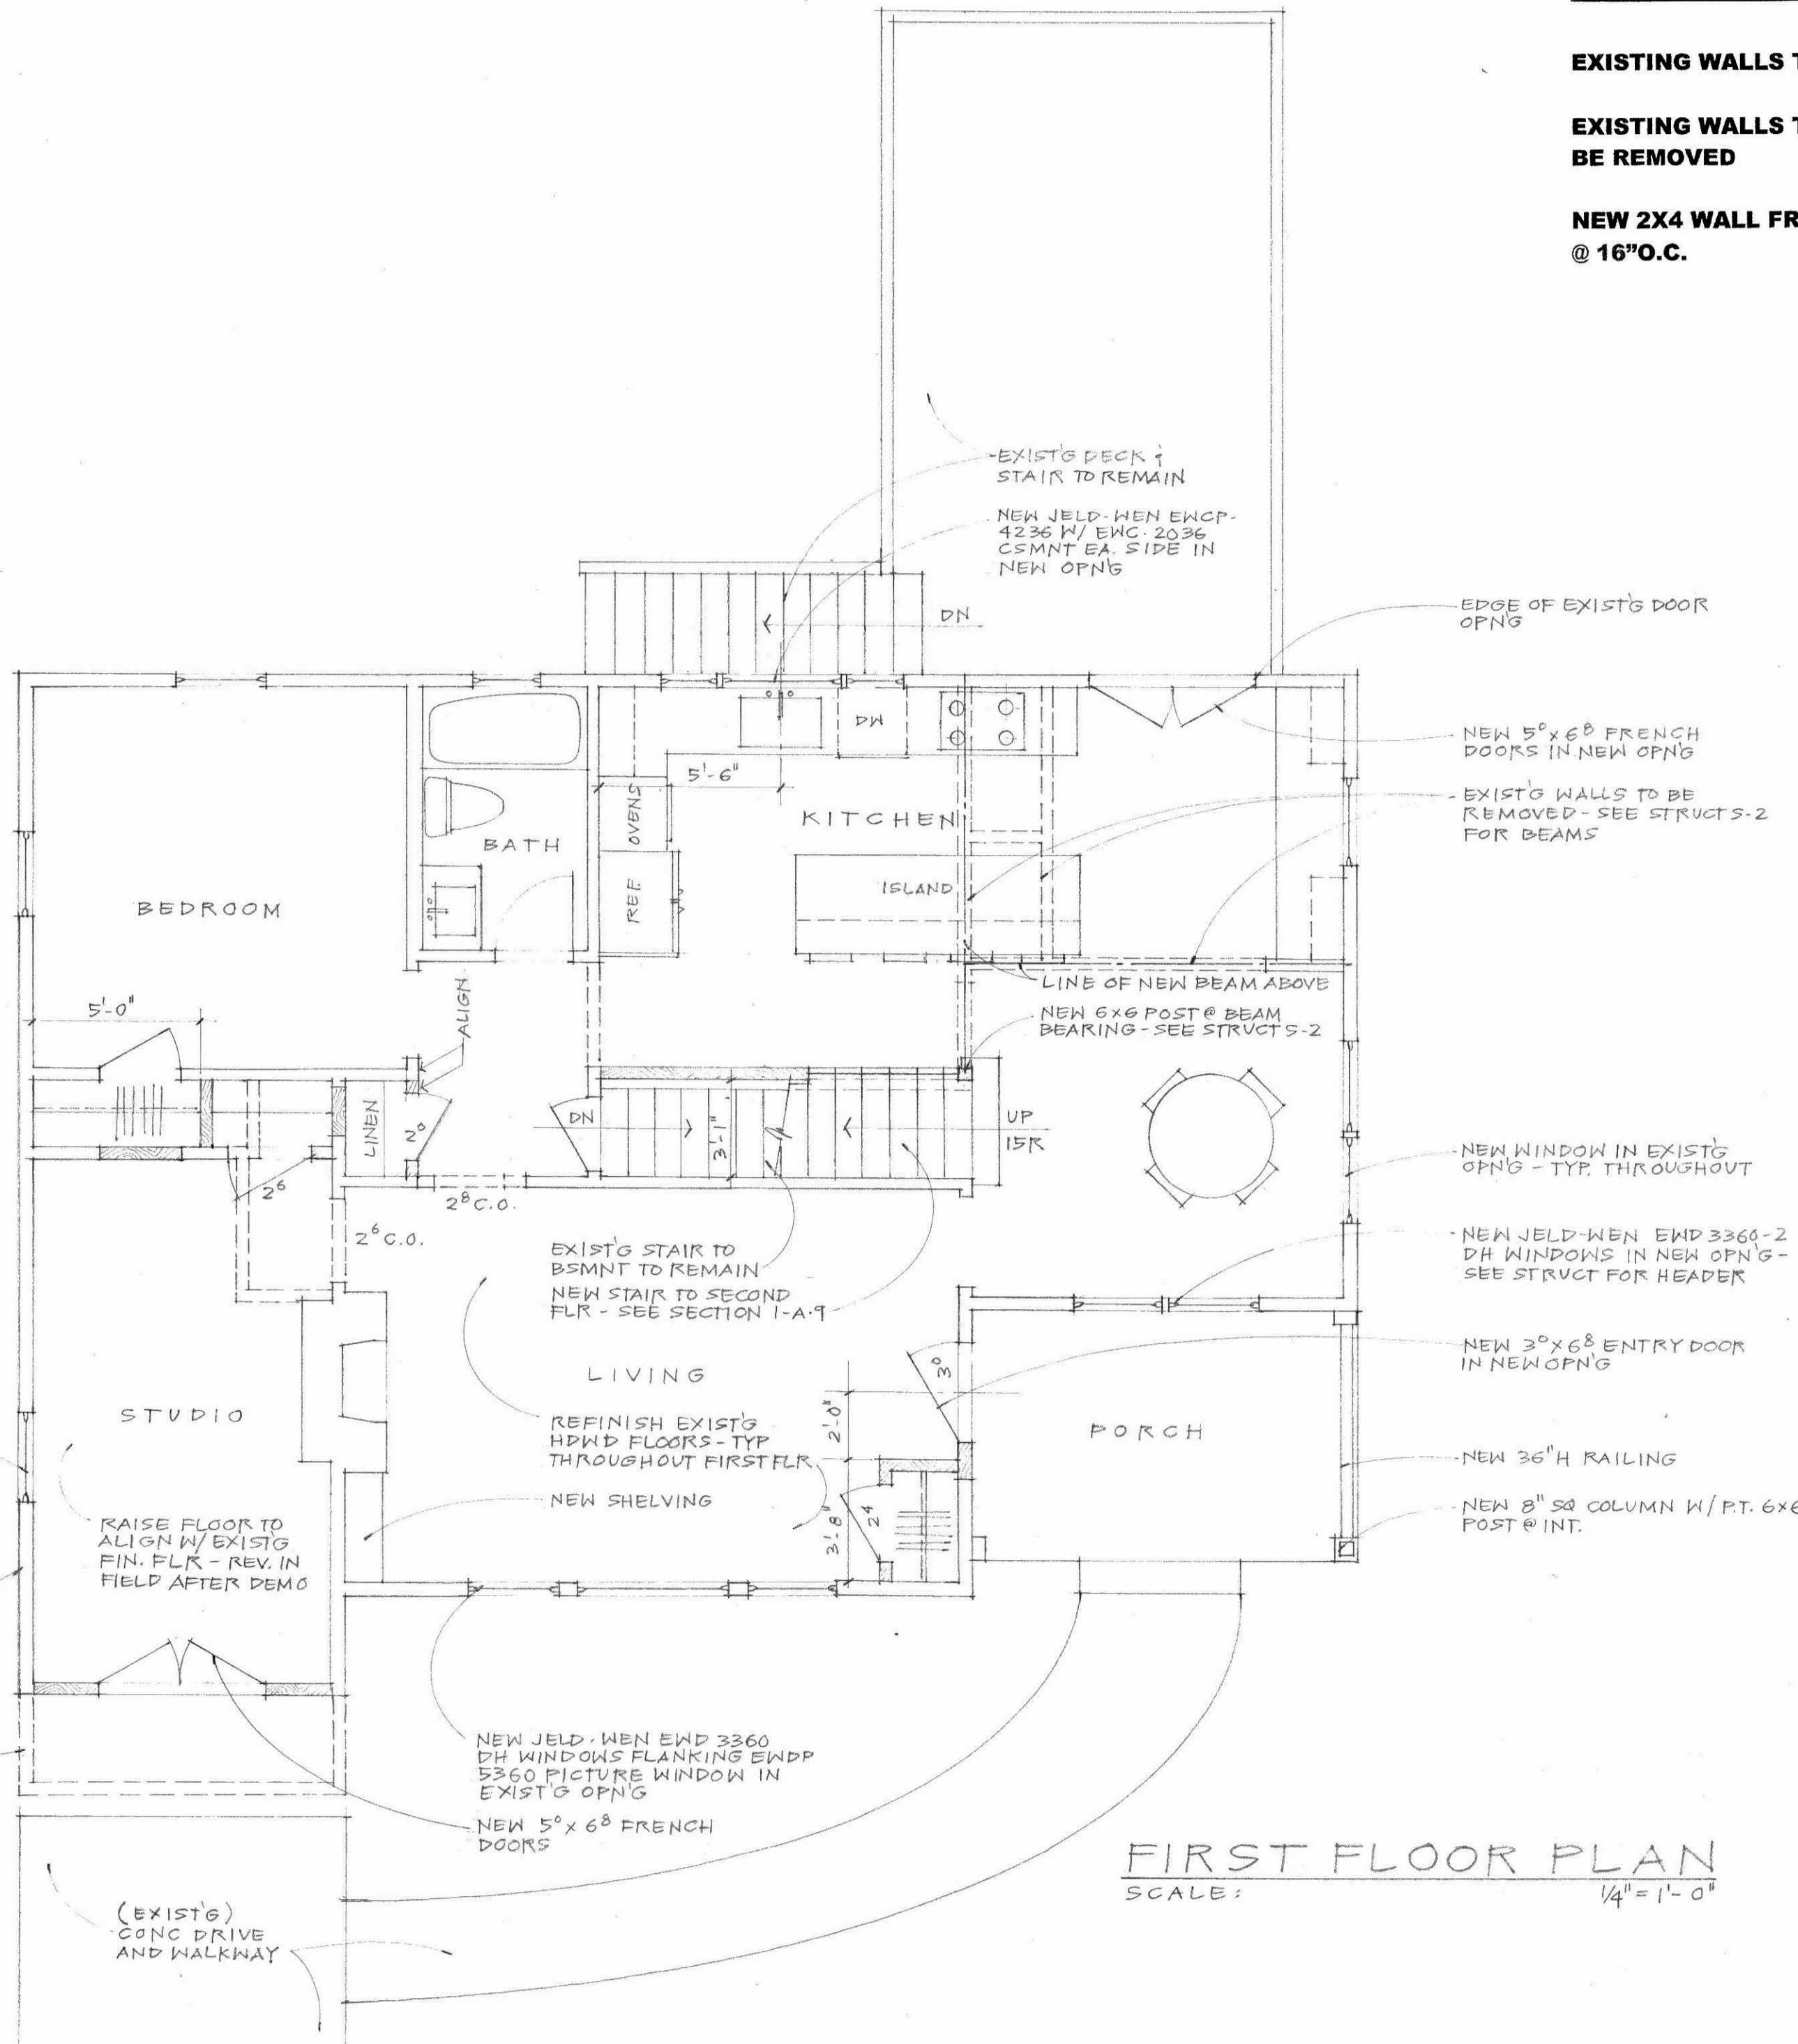 EXISTING WALLS T
EXISTING WALLS T
BE REMOVED
NEW 2X4 WALL FR
@ 16”O.C.
EXIST'G DECK &
STAIR TO REMAIN
NEW JELD-WEN EWCP-
4236 W/ EWC-2036
CSMNT EA. SIDE IN
NEW OPN'G
DN
EDGE OF EXIST'G DOOR
OPN'G
NEW 5⁰ x 6⁸ FRENCH
DOORS IN NEW OPN'G
EXIST'G WALLS TO BE
REMOVED - SEE STRUCT S-2
FOR BEAMS
DW
5'-6"
OVENS
KITCHEN
BATH
REF
ISLAND
BEDROOM
LINE OF NEW BEAM ABOVE
NEW 6x6 POST @ BEAM
BEARING - SEE STRUCT S-2
5'-0"
ALIGN
LINEN
2⁰
DN
3'-1"
UP
15R
2⁶
2⁸ C.O.
2⁶ C.O.
NEW WINDOW IN EXIST'G
OPN'G - TYP. THROUGHOUT
EXIST'G STAIR TO
BSMNT TO REMAIN
NEW STAIR TO SECOND
FLR - SEE SECTION 1-A.9
NEW JELD-WEN EWD 3360-2
DH WINDOWS IN NEW OPN'G -
SEE STRUCT FOR HEADER
NEW 3⁰ x 6⁸ ENTRY DOOR
IN NEW OPN'G
LIVING
3⁰
2'-0"
STUDIO
REFINISH EXIST'G
HDWD FLOORS - TYP
THROUGHOUT FIRST FLR
PORCH
NEW 36"H RAILING
NEW SHELVING
2⁴
3'-8"
NEW 8" SQ COLUMN W/ P.T. 6x6
POST @ INT.
RAISE FLOOR TO
ALIGN W/ EXIST'G
FIN. FLR - REV. IN
FIELD AFTER DEMO
NEW JELD-WEN EWD 3360
DH WINDOWS FLANKING EWDP
5360 PICTURE WINDOW IN
EXIST'G OPN'G
NEW 5⁰ x 6⁸ FRENCH
DOORS
FIRST FLOOR PLAN
SCALE: 1/4" = 1'-0"
(EXIST'G)
CONC DRIVE
AND WALKWAY